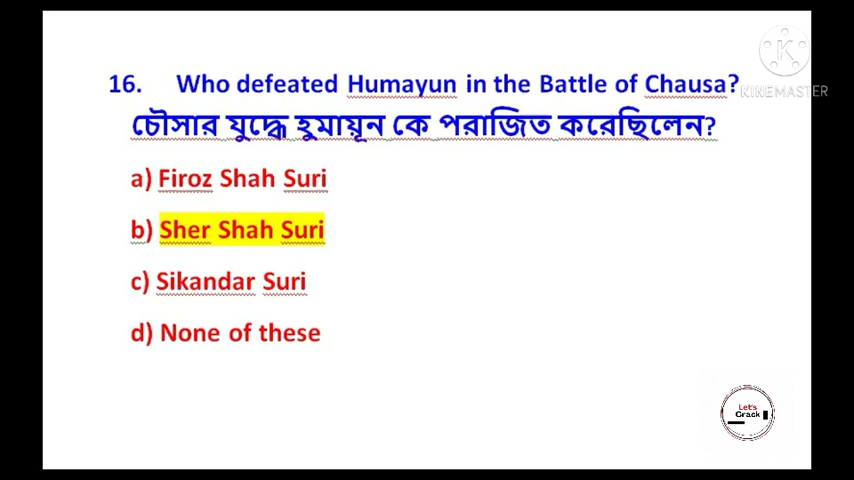 16. Who defeated Humayun in the Battle of Chausa?
চৌসার যুদ্ধে হুমায়ূন কে পরাজিত করেছিলেন?
a) Firoz Shah Suri
b) Sher Shah Suri
c) Sikandar Suri
d) None of these
K
KINEMASTER
Let's
Crack